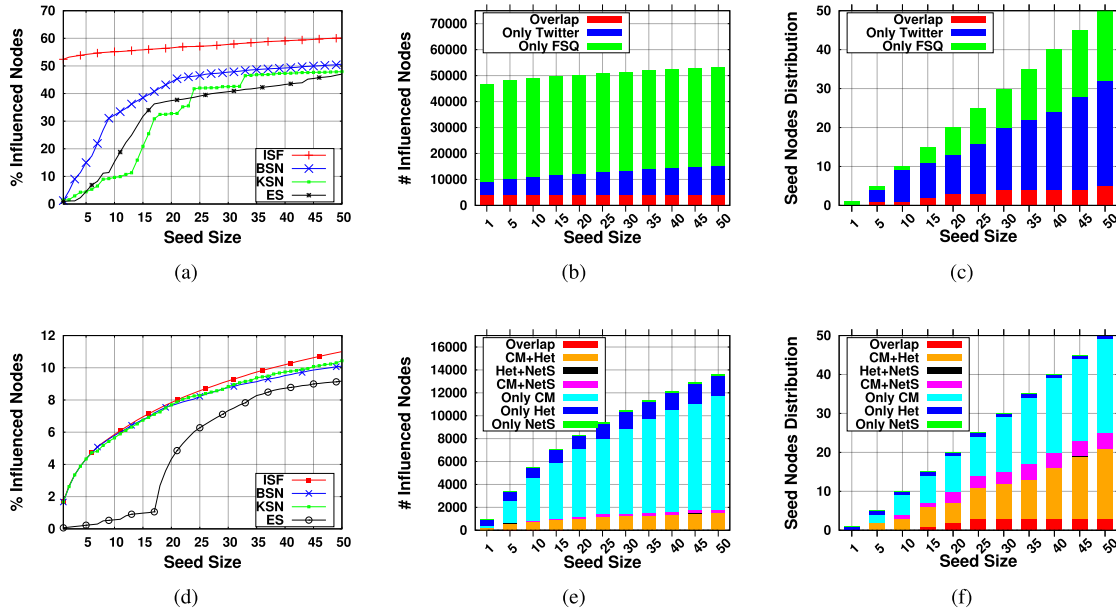 70
60
50
40
30
20
10
0
% Influenced Nodes
5 10 15 20 25 30 35 40 45 50
Seed Size
ISF
BSN
KSN
ES
(a)
70000
60000
50000
40000
30000
20000
10000
0
# Influenced Nodes
Overlap
Only Twitter
Only FSQ
1 5 10 15 20 25 30 35 40 45 50
Seed Size
(b)
50
40
30
20
10
0
Seed Nodes Distribution
Overlap
Only Twitter
Only FSQ
1 5 10 15 20 25 30 35 40 45 50
Seed Size
(c)
12
10
8
6
4
2
0
% Influenced Nodes
ISF
BSN
KSN
ES
5 10 15 20 25 30 35 40 45 50
Seed Size
(d)
16000
14000
12000
10000
8000
6000
4000
2000
0
# Influenced Nodes
Overlap
CM+Het
Het+NetS
CM+NetS
Only CM
Only Het
Only NetS
1 5 10 15 20 25 30 35 40 45 50
Seed Size
(e)
50
40
30
20
10
0
Seed Nodes Distribution
Overlap
CM+Het
Het+NetS
CM+NetS
Only CM
Only Het
Only NetS
1 5 10 15 20 25 30 35 40 45 50
Seed Size
(f)